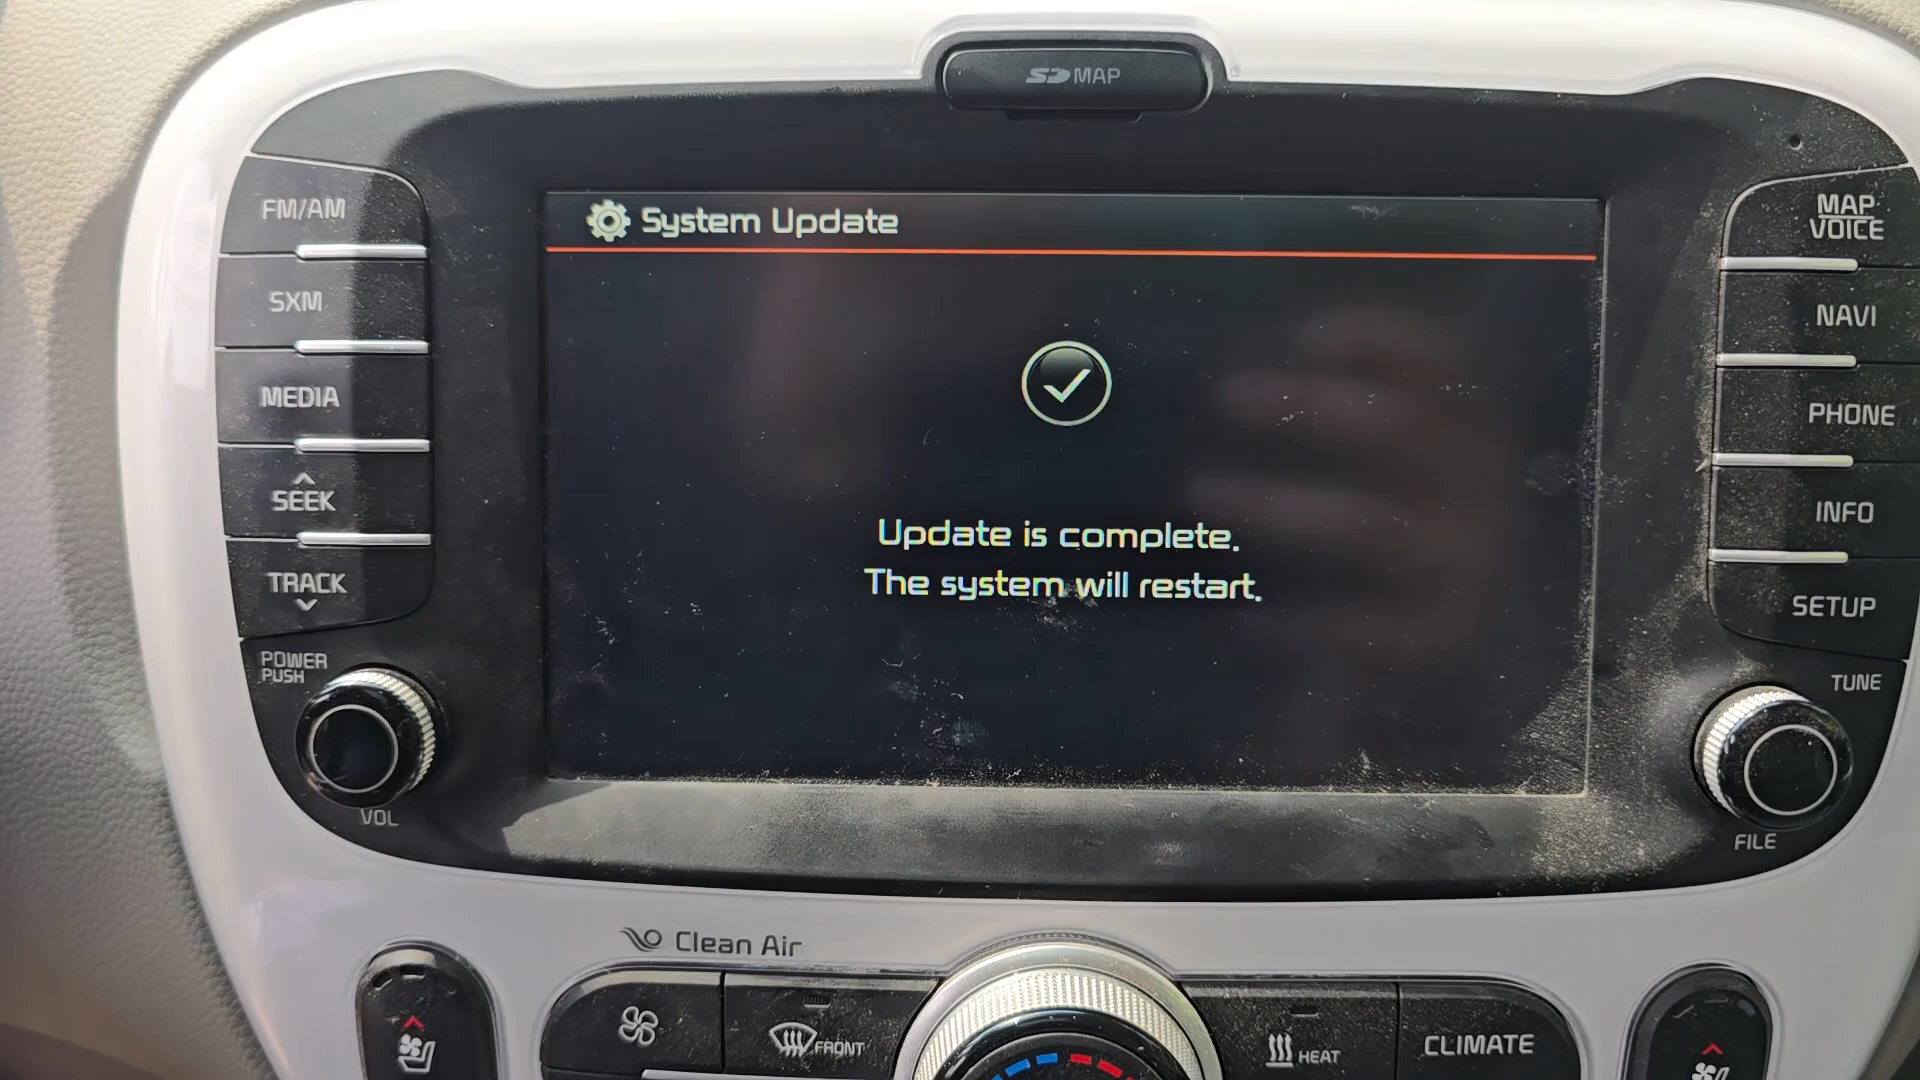 SD MAP
FM/AM
SXM
MEDIA
SEEK
TRACK
POWER
PUSH
VOL
System Update
Update is complete.
The system will restart.
MAP
VOICE
NAVI
PHONE
INFO
SETUP
TUNE
FILE
Clean Air
FRONT
HEAT
CLIMATE